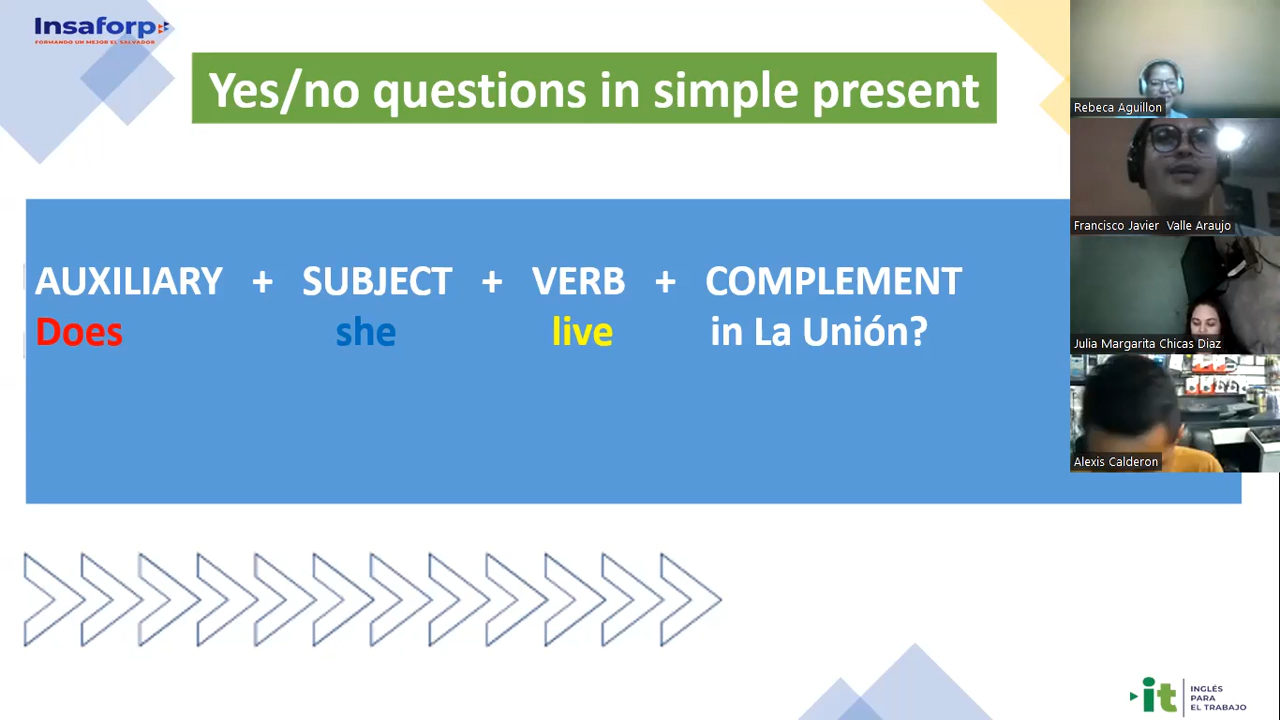 Insaforp
FORMANDO UN MEJOR EL SALVADOR
Yes/no questions in simple present
AUXILIARY + SUBJECT + VERB + COMPLEMENT
Does she live in La Unión?
Rebeca Aguillon
Francisco Javier Valle Araujo
Julia Margarita Chicas Diaz
Alexis Calderon
it
INGLÉS
PARA
EL TRABAJO